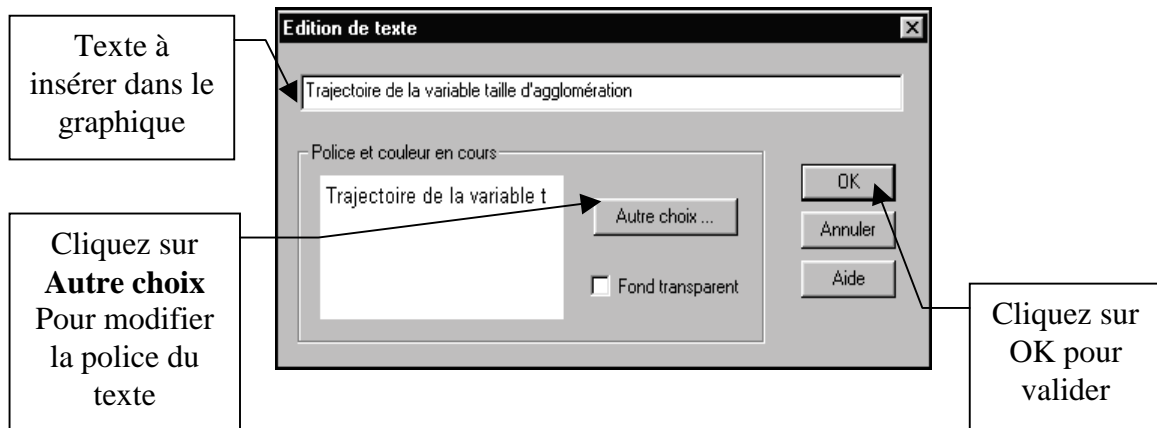 Texte à
insérer dans le
graphique
Edition de texte
Trajectoire de la variable taille d'agglomération
Police et couleur en cours
Trajectoire de la variable t
Autre choix ...
Fond transparent
OK
Annuler
Aide
Cliquez sur
Autre choix
Pour modifier
la police du
texte
Cliquez sur
OK pour
valider